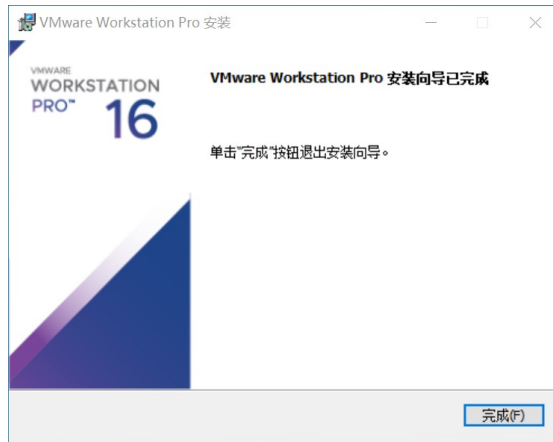 VMware Workstation Pro 安装
VMWARE
WORKSTATION
PRO™
16
VMware Workstation Pro 安装向导已完成
单击"完成"按钮退出安装向导。
完成(F)